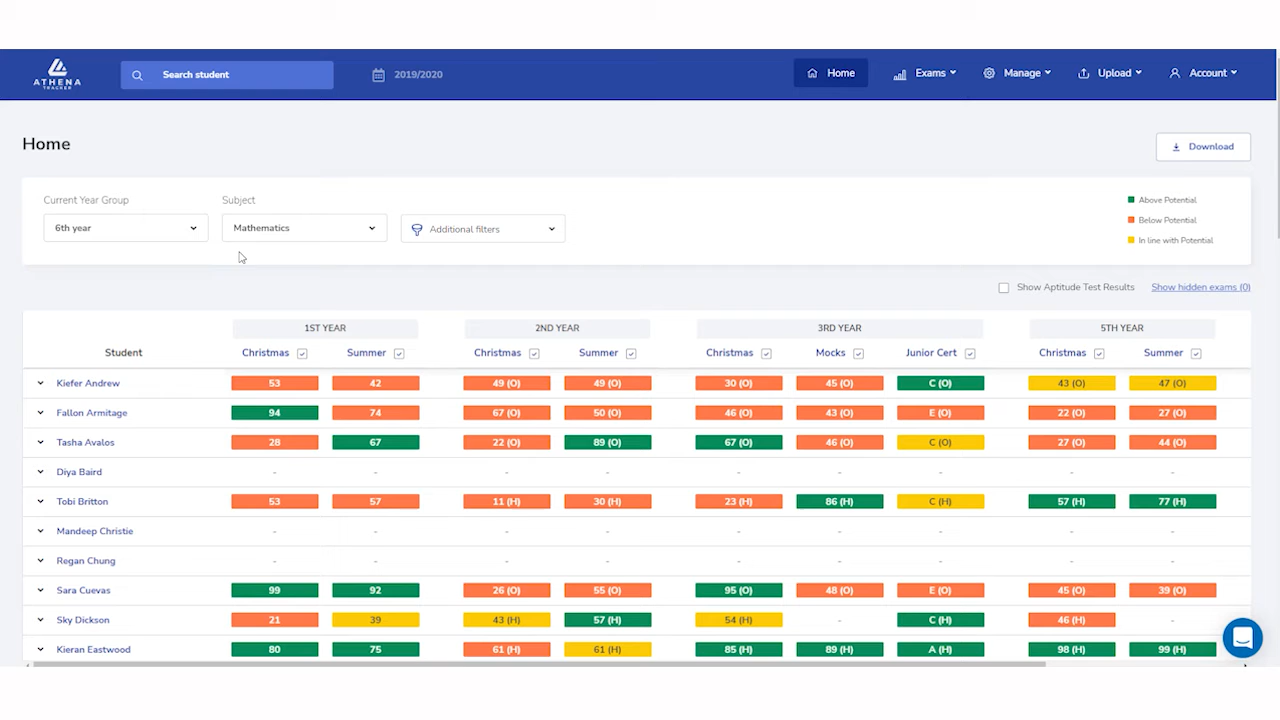 ATHENA
TRACKER
Search student
2019/2020
Home
Exams
Manage
Upload
Account
Home
Download
Current Year Group
Subject
6th year
Mathematics
Additional filters
Above Potential
Below Potential
In line with Potential
Show Aptitude Test Results
Show hidden exams (0)
1ST YEAR 2ND YEAR 3RD YEAR 5TH YEAR
Student Christmas Summer Christmas Summer Christmas Mocks Junior Cert Christmas Summer
Kiefer Andrew 53 42 49 (O) 49 (O) 30 (O) 45 (O) C (O) 43 (O) 47 (O)
Fallon Armitage 94 74 67 (O) 50 (O) 46 (O) 43 (O) E (O) 22 (O) 27 (O)
Tasha Avalos 28 67 22 (O) 89 (O) 67 (O) 46 (O) C (O) 27 (O) 44 (O)
Diya Baird - - - - - - - - -
Tobi Britton 53 57 11 (H) 30 (H) 23 (H) 86 (H) C (H) 57 (H) 77 (H)
Mandeep Christie - - - - - - - - -
Regan Chung - - - - - - - - -
Sara Cuevas 99 92 26 (O) 55 (O) 95 (O) 48 (O) E (O) 45 (O) 39 (O)
Sky Dickson 21 39 43 (H) 57 (H) 54 (H) - C (H) 46 (H) -
Kieran Eastwood 80 75 61 (H) 61 (H) 85 (H) 89 (H) A (H) 98 (H) 99 (H)